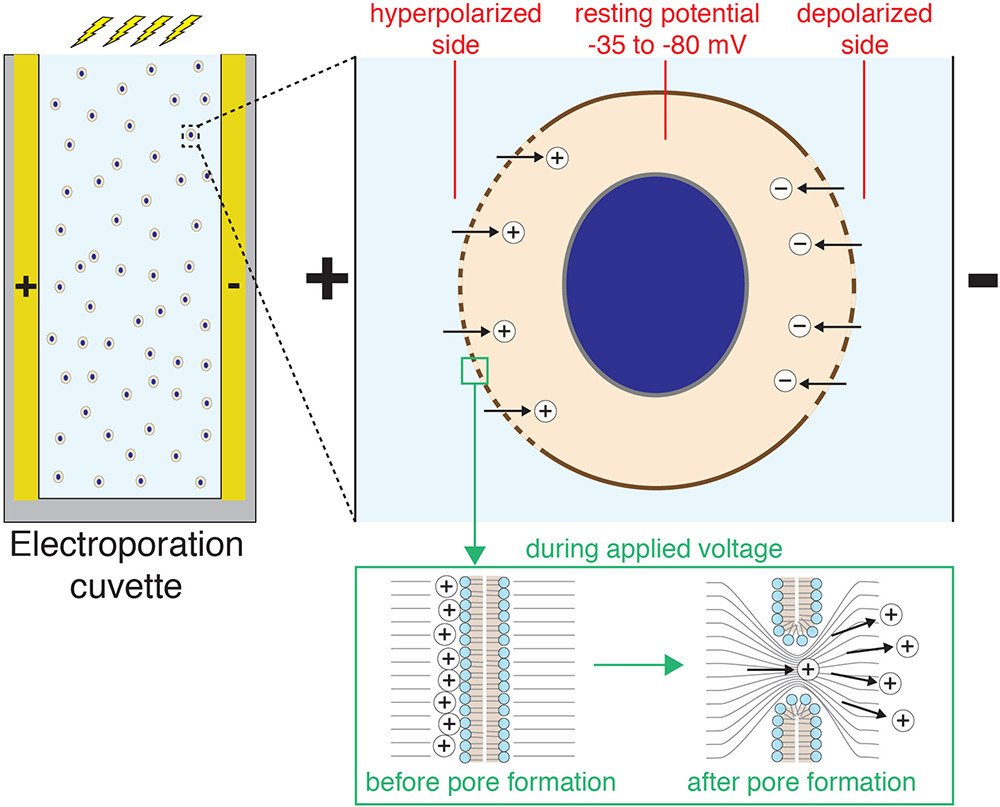 hyperpolarized
side
resting potential
-35 to -80 mV
depolarized
side
+
-
+
-
Electroporation
cuvette
during applied voltage
before pore formation
after pore formation